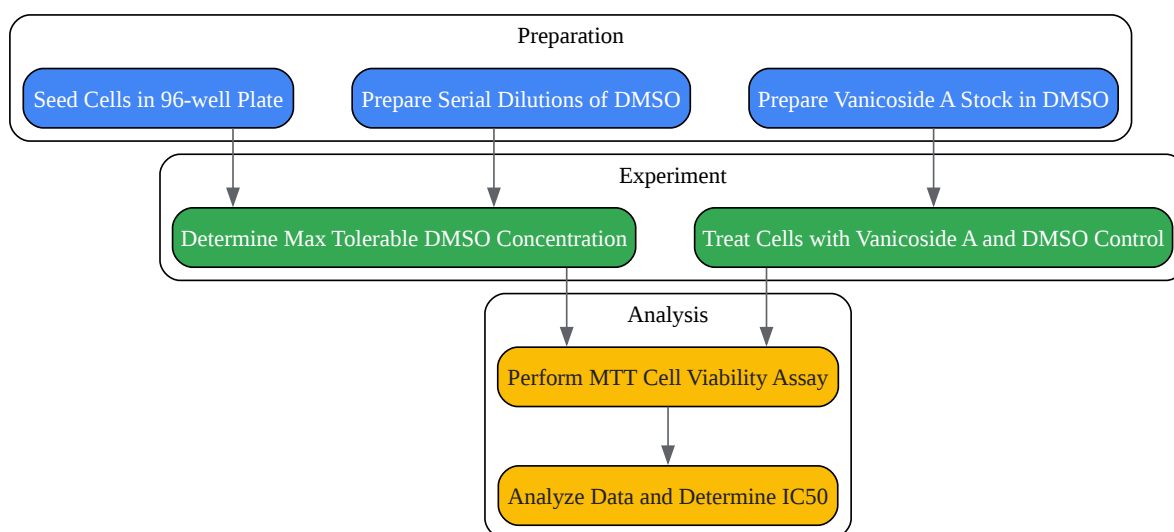 Preparation
Seed Cells in 96-well Plate
Prepare Serial Dilutions of DMSO
Prepare Vanicoside A Stock in DMSO
Experiment
Determine Max Tolerable DMSO Concentration
Treat Cells with Vanicoside A and DMSO Control
Analysis
Perform MTT Cell Viability Assay
Analyze Data and Determine IC50